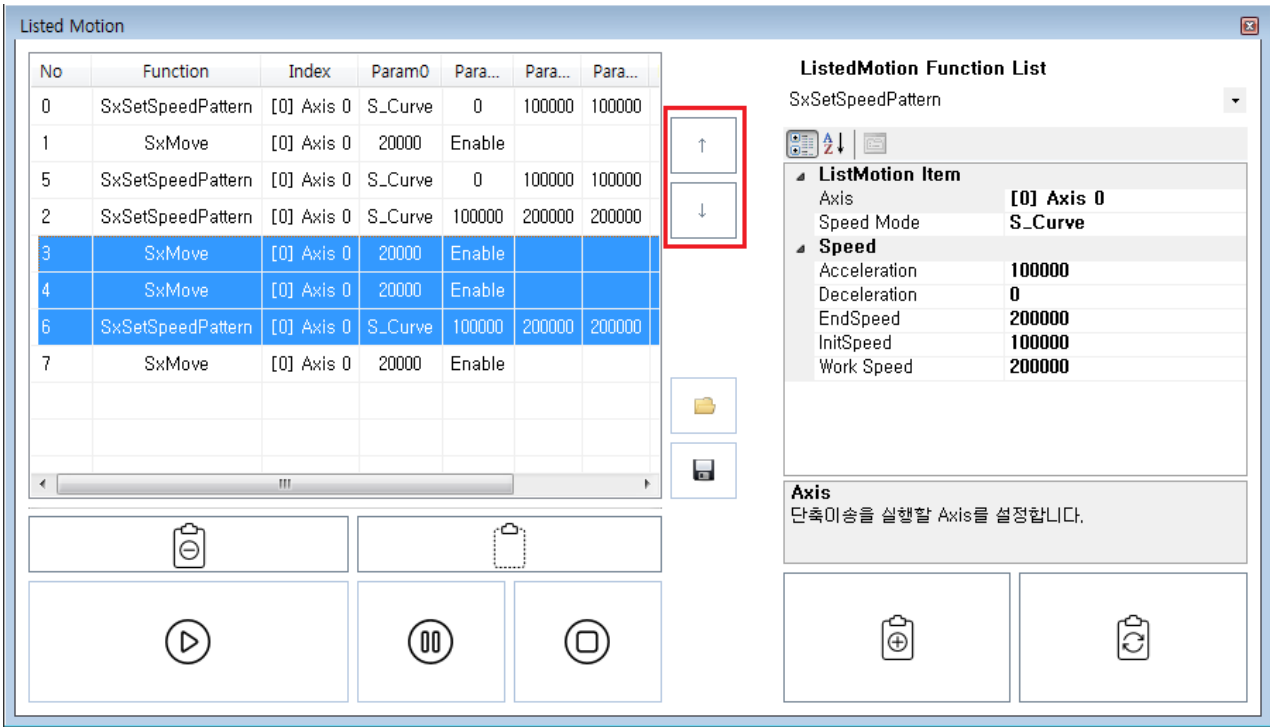 Listed Motion
No Function Index Param0 Para... Para... Para...
0 SxSetSpeedPattern [0] Axis 0 S_Curve 0 100000 100000
1 SxMove [0] Axis 0 20000 Enable
5 SxSetSpeedPattern [0] Axis 0 S_Curve 0 100000 100000
2 SxSetSpeedPattern [0] Axis 0 S_Curve 100000 200000 200000
3 SxMove [0] Axis 0 20000 Enable
4 SxMove [0] Axis 0 20000 Enable
6 SxSetSpeedPattern [0] Axis 0 S_Curve 100000 200000 200000
7 SxMove [0] Axis 0 20000 Enable
↑
↓
ListedMotion Function List
SxSetSpeedPattern
ListMotion Item
Axis [0] Axis 0
Speed Mode S_Curve
Speed
Acceleration 100000
Deceleration 0
EndSpeed 200000
InitSpeed 100000
Work Speed 200000
Axis
단축이송을 실행할 Axis를 설정합니다.